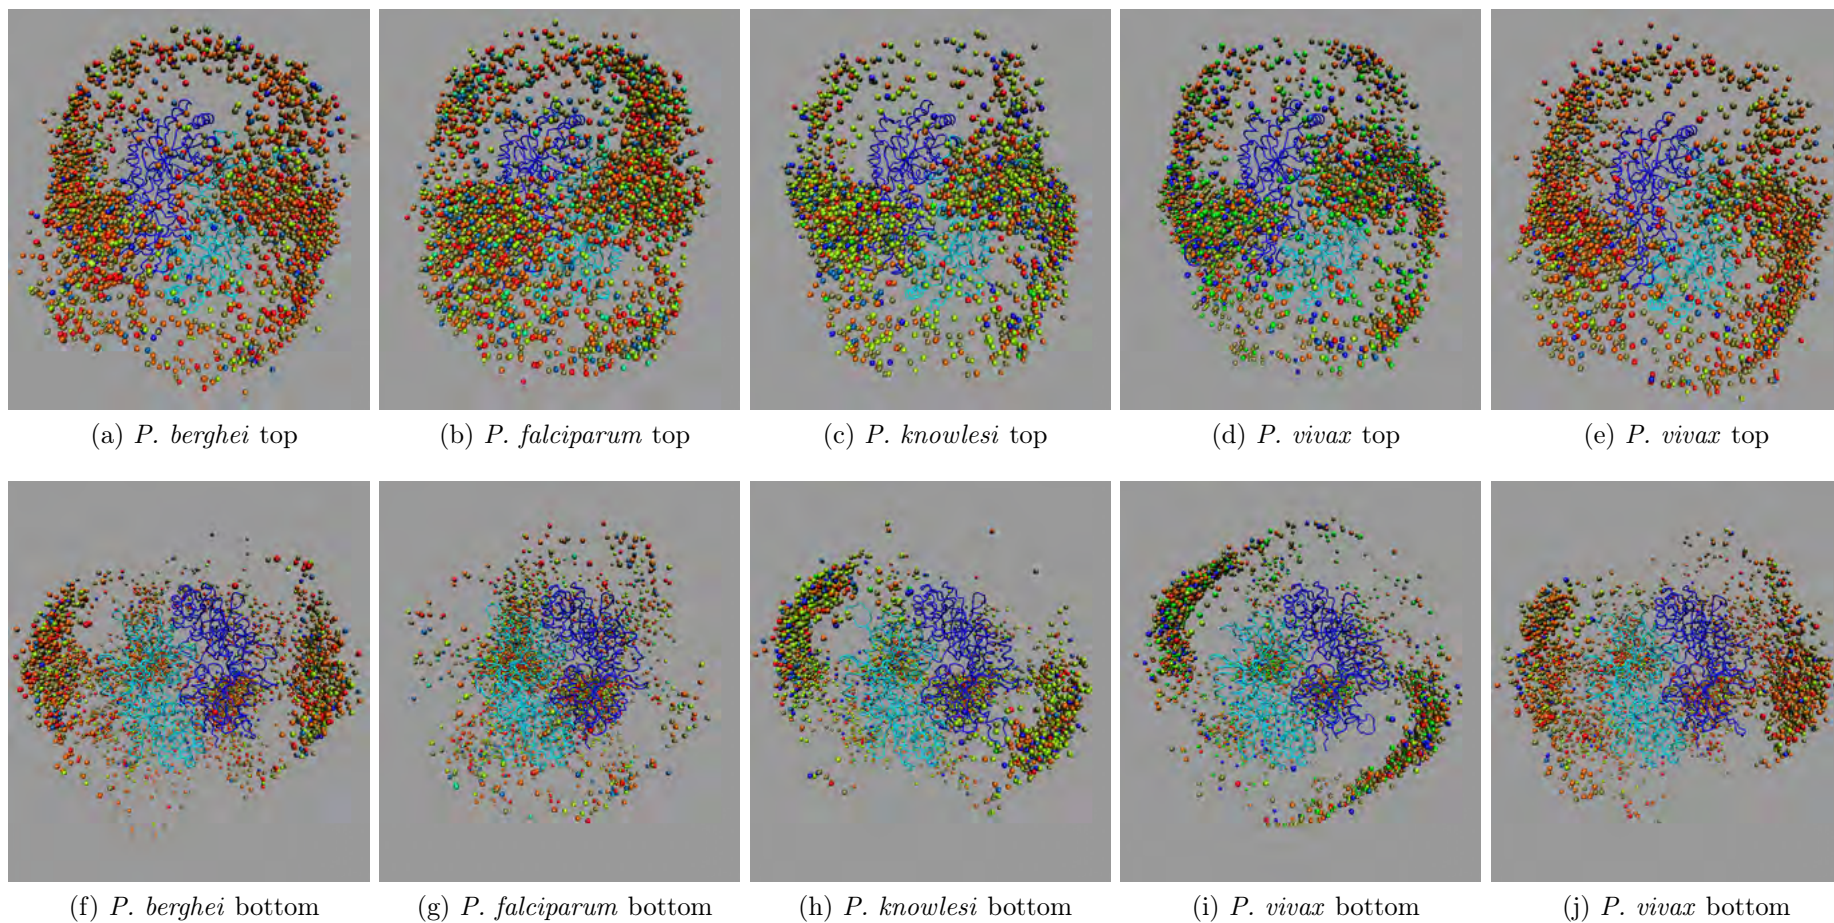 (a) P. berghei top
(b) P. falciparum top
(c) P. knowlesi top
(d) P. vivax top
(e) P. vivax top
(f) P. berghei bottom
(g) P. falciparum bottom
(h) P. knowlesi bottom
(i) P. vivax bottom
(j) P. vivax bottom